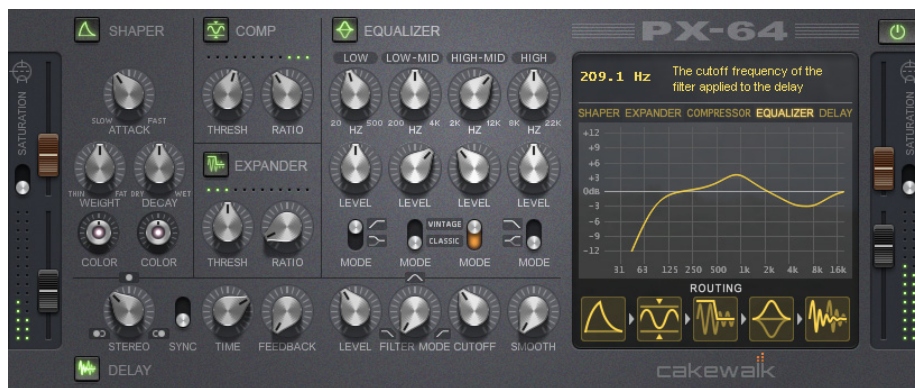 SHAPER
COMP
EQUALIZER
PX-64
LOW LOW-MID HIGH-MID HIGH
209.1 Hz
The cutoff frequency of the
filter applied to the delay
SATURATION
SLOW FAST
ATTACK
THRESH RATIO
20 HZ 500 200 HZ 4K 2K HZ 12K 8K HZ 22K
SHAPER EXPANDER COMPRESSOR EQUALIZER DELAY
SATURATION
EXPANDER
+12
+9
+6
+3
0dB
-3
-6
-9
-12
THIN FAT DRY WET
WEIGHT DECAY
LEVEL LEVEL LEVEL LEVEL
VINTAGE
CLASSIC
COLOR COLOR
THRESH RATIO
MODE MODE MODE MODE
31 63 125 250 500 1k 2k 4k 8k 16k
ROUTING
STEREO SYNC TIME FEEDBACK LEVEL FILTER MODE CUTOFF SMOOTH
DELAY
cakewalk